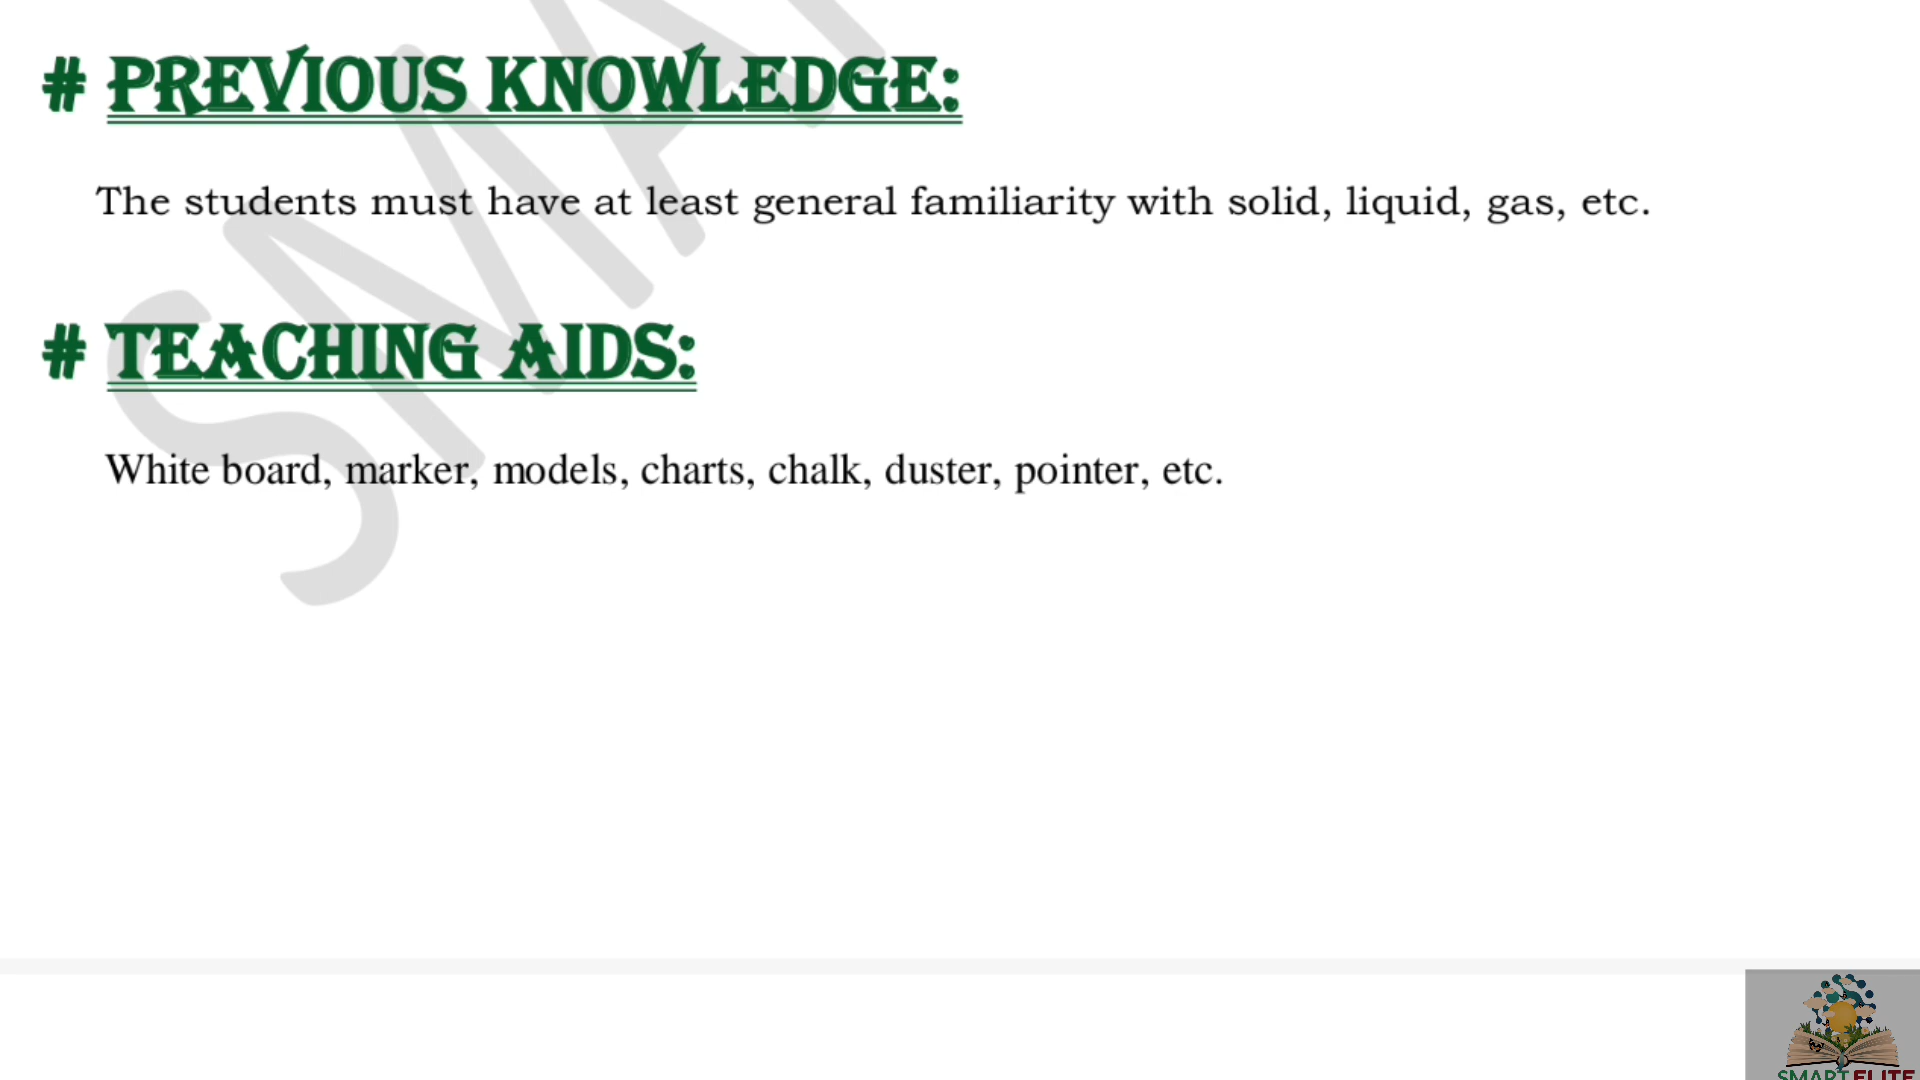 # PREVIOUS KNOWLEDGE:
The students must have at least general familiarity with solid, liquid, gas, etc.
# TEACHING AIDS:
White board, marker, models, charts, chalk, duster, pointer, etc.
SMA
SMART ELITE